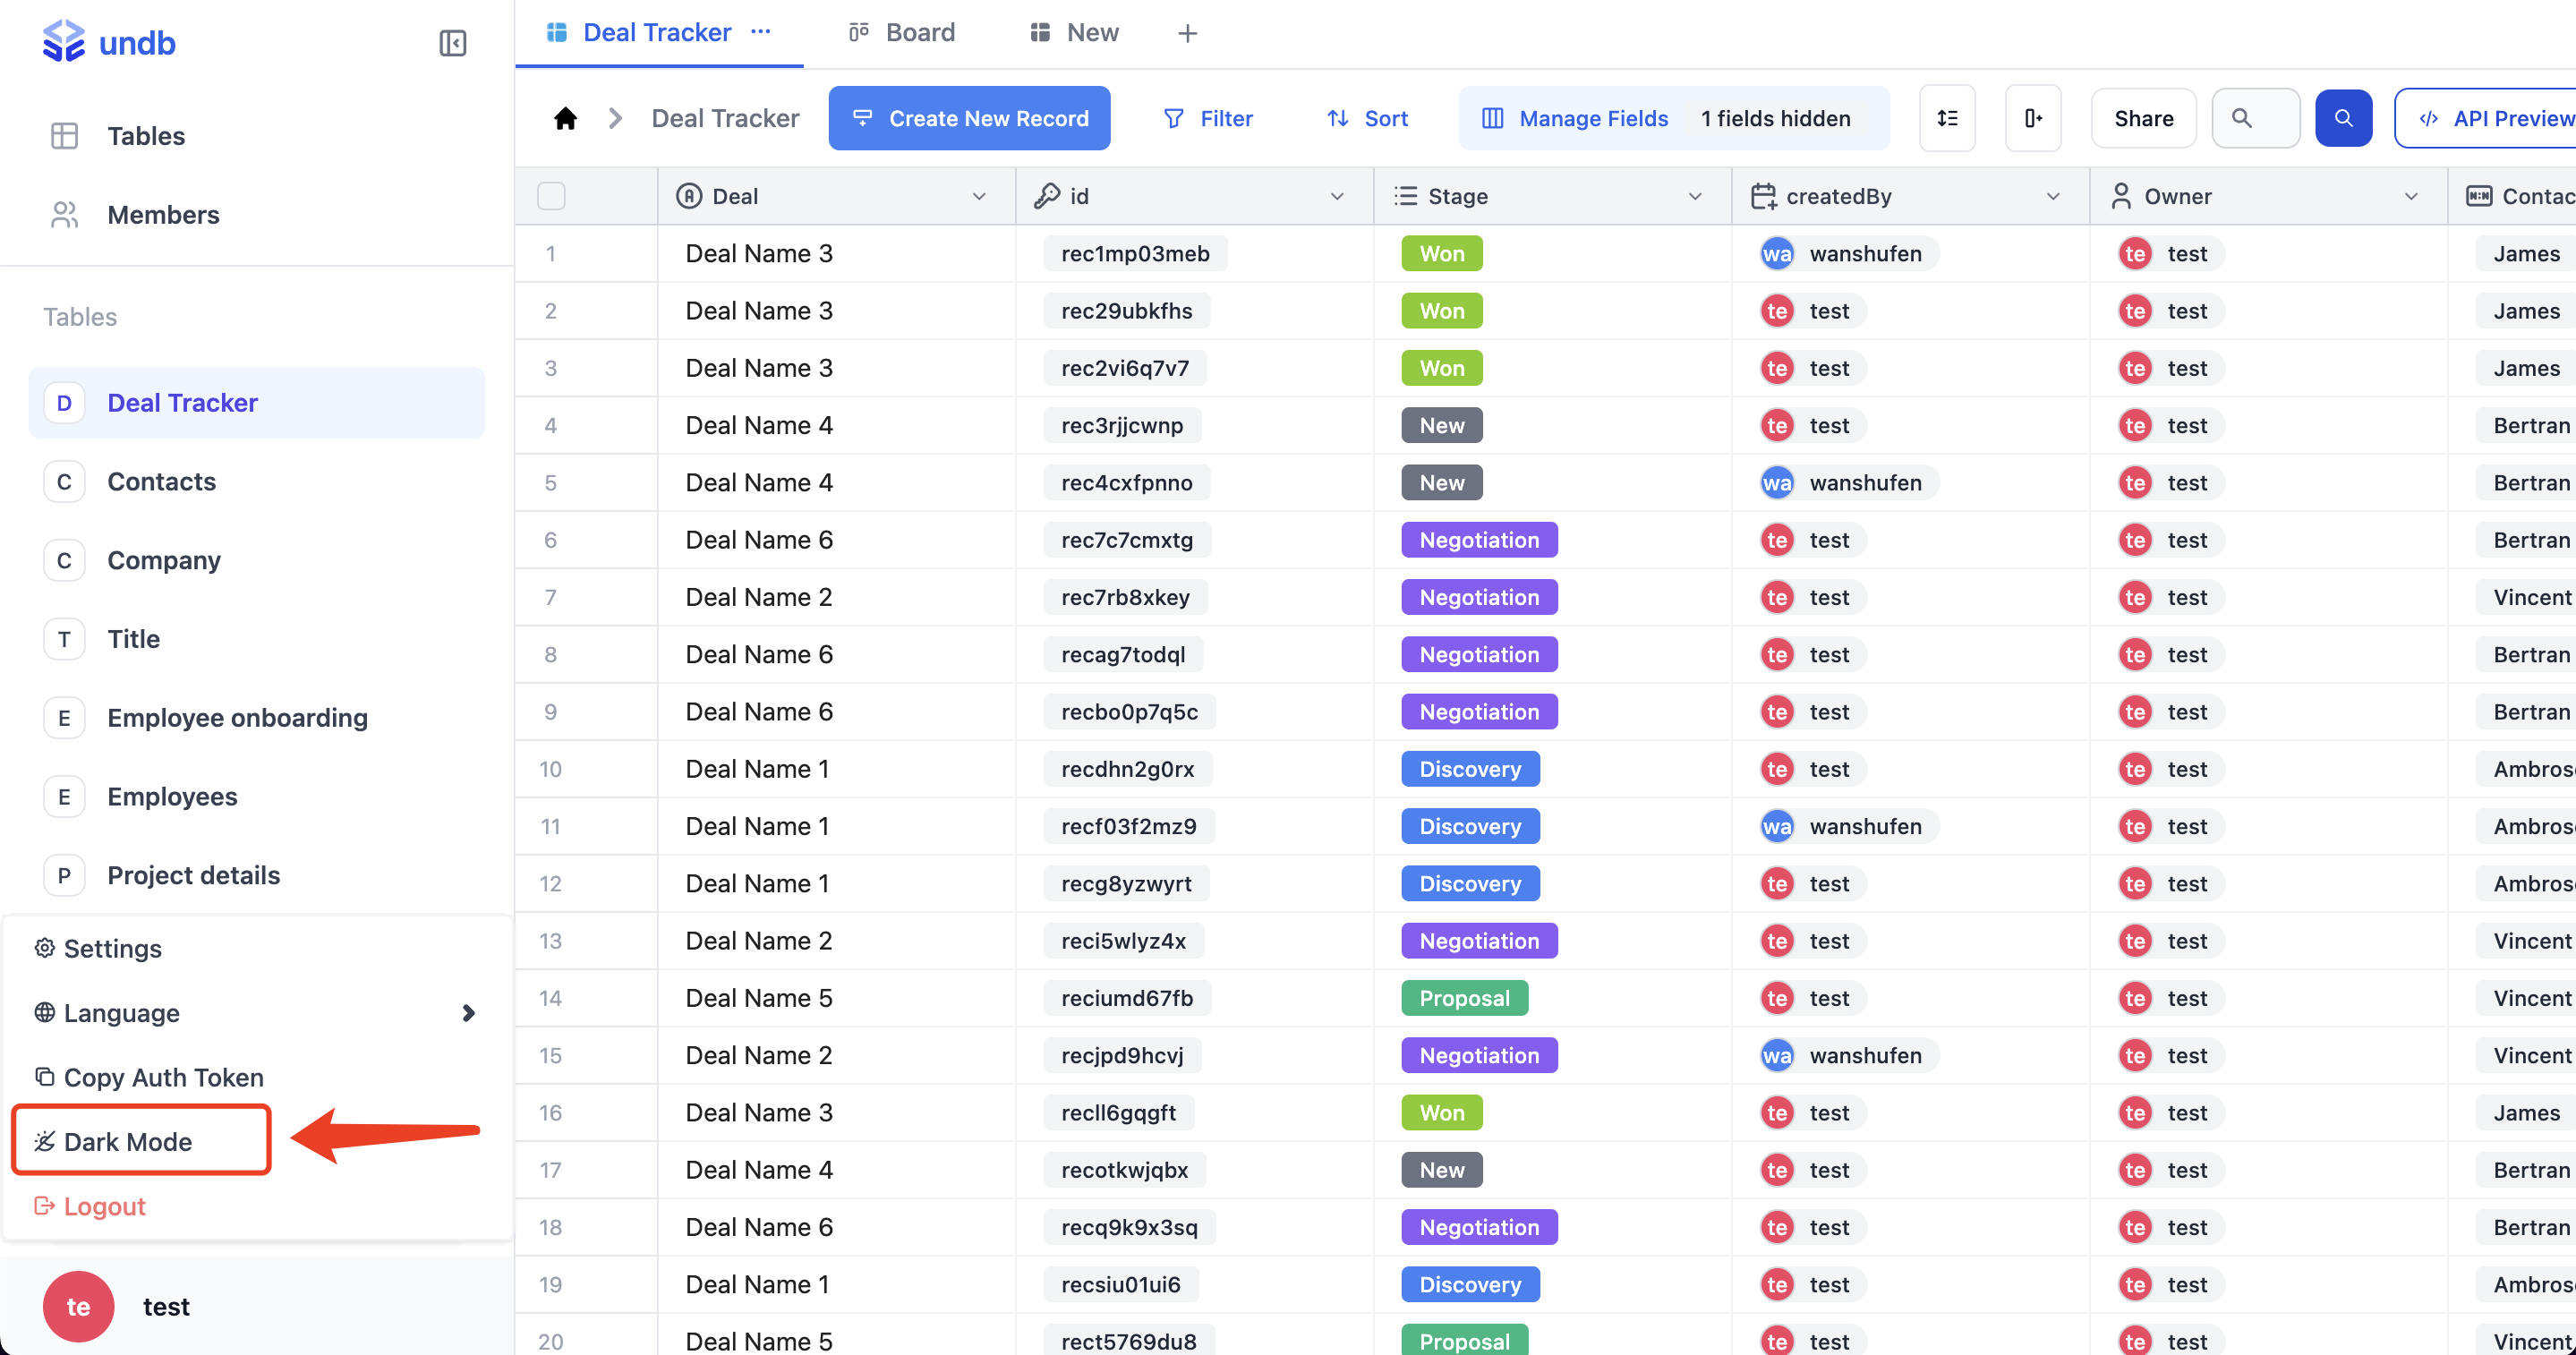 undb
Tables
Members
Tables
D Deal Tracker
C Contacts
C Company
T Title
E Employee onboarding
E Employees
P Project details
Settings
Language
Copy Auth Token
Dark Mode
Logout
te test
Deal Tracker ··· Board New +
Deal Tracker Create New Record Filter Sort Manage Fields 1 fields hidden Share </> API Preview
Deal id Stage createdBy Owner Contac
1 Deal Name 3 rec1mp03meb Won wa wanshufen te test James
2 Deal Name 3 rec29ubkfhs Won te test te test James
3 Deal Name 3 rec2vi6q7v7 Won te test te test James
4 Deal Name 4 rec3rjjcwnp New te test te test Bertran
5 Deal Name 4 rec4cxfpnno New wa wanshufen te test Bertran
6 Deal Name 6 rec7c7cmxtg Negotiation te test te test Bertran
7 Deal Name 2 rec7rb8xkey Negotiation te test te test Vincent
8 Deal Name 6 recag7todql Negotiation te test te test Bertran
9 Deal Name 6 recbo0p7q5c Negotiation te test te test Bertran
10 Deal Name 1 recdhn2g0rx Discovery te test te test Ambros
11 Deal Name 1 recf03f2mz9 Discovery wa wanshufen te test Ambros
12 Deal Name 1 recg8yzwyrt Discovery te test te test Ambros
13 Deal Name 2 reci5wlyz4x Negotiation te test te test Vincent
14 Deal Name 5 reciumd67fb Proposal te test te test Vincent
15 Deal Name 2 recjpd9hcvj Negotiation wa wanshufen te test Vincent
16 Deal Name 3 recll6gqgft Won te test te test James
17 Deal Name 4 recotkwjqbx New te test te test Bertran
18 Deal Name 6 recq9k9x3sq Negotiation te test te test Bertran
19 Deal Name 1 recsiu01ui6 Discovery te test te test Ambros
20 Deal Name 5 rect5769du8 Proposal te test te test Vincent